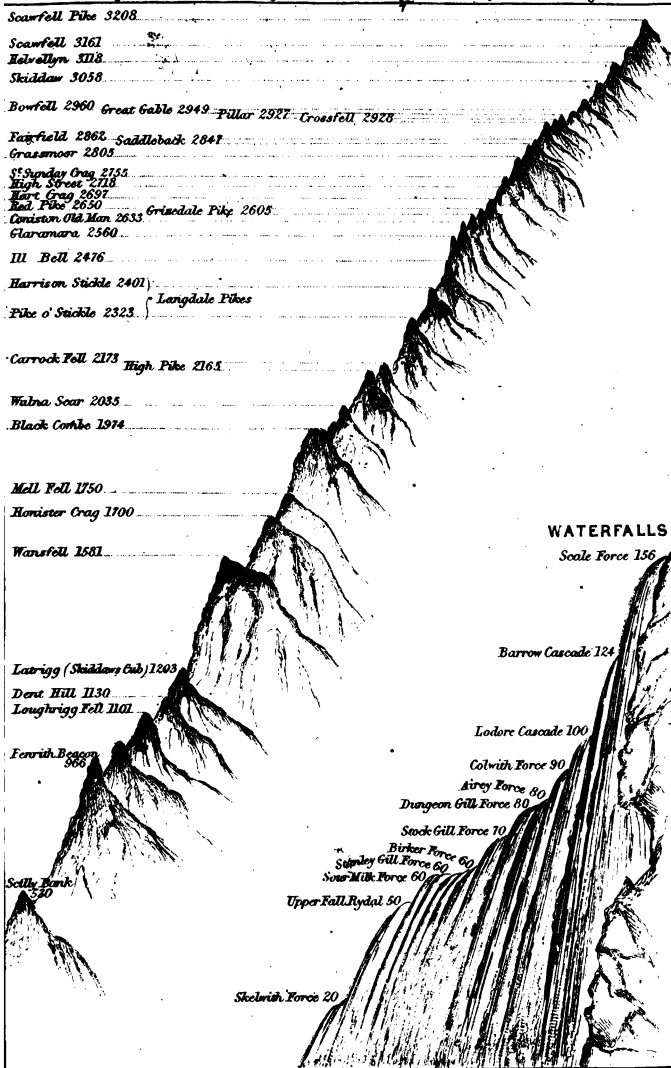 Scawfell Pike 3208
Scawfell 3161
Helvellyn 3118
Skiddaw 3058
Bowfell 2960 Great Gable 2949 Pillar 2927 Crossfell 2928
Fairfield 2862 Saddleback 2847
Grassmoor 2805
St. Sunday Crag 2755
High Street 2718
Hart Crag 2697
Red Pike 2650
Coniston Old Man 2633 Grizedale Pike 2605
Glaramara 2560
Ill Bell 2476
Harrison Stickle 2401
Langdale Pikes
Pike o' Stickle 2323
Carrock Fell 2173 High Pike 2165
Walna Scar 2035
Black Combe 1974
Mell Fell 1750
Honister Crag 1700
Wansfell 1581
Latrigg (Skiddaws Cub) 1203
Dent Hill 1130
Loughrigg Fell 1101
Penrith Beacon
966
Scilly Bank
WATERFALLS
Scale Force 156
Barrow Cascade 124
Lodore Cascade 100
Colwith Force 90
Airey Force 80
Dungeon Gill Force 80
Stock Gill Force 70
Birker Force 60
Stanley Gill Force 60
Sour Milk Force 60
Upper Fall Rydal 50
Skelwith Force 20